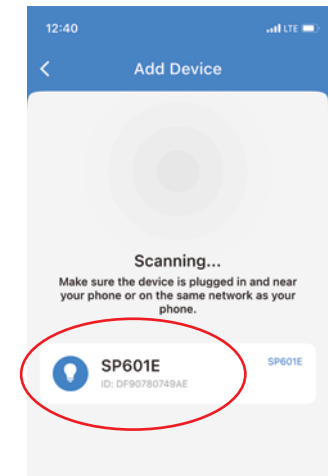 12:40 LTE
Add Device
Scanning...
Make sure the device is plugged in and near
your phone or on the same network as your
phone.
SP601E SP601E
ID: DF90780749AE